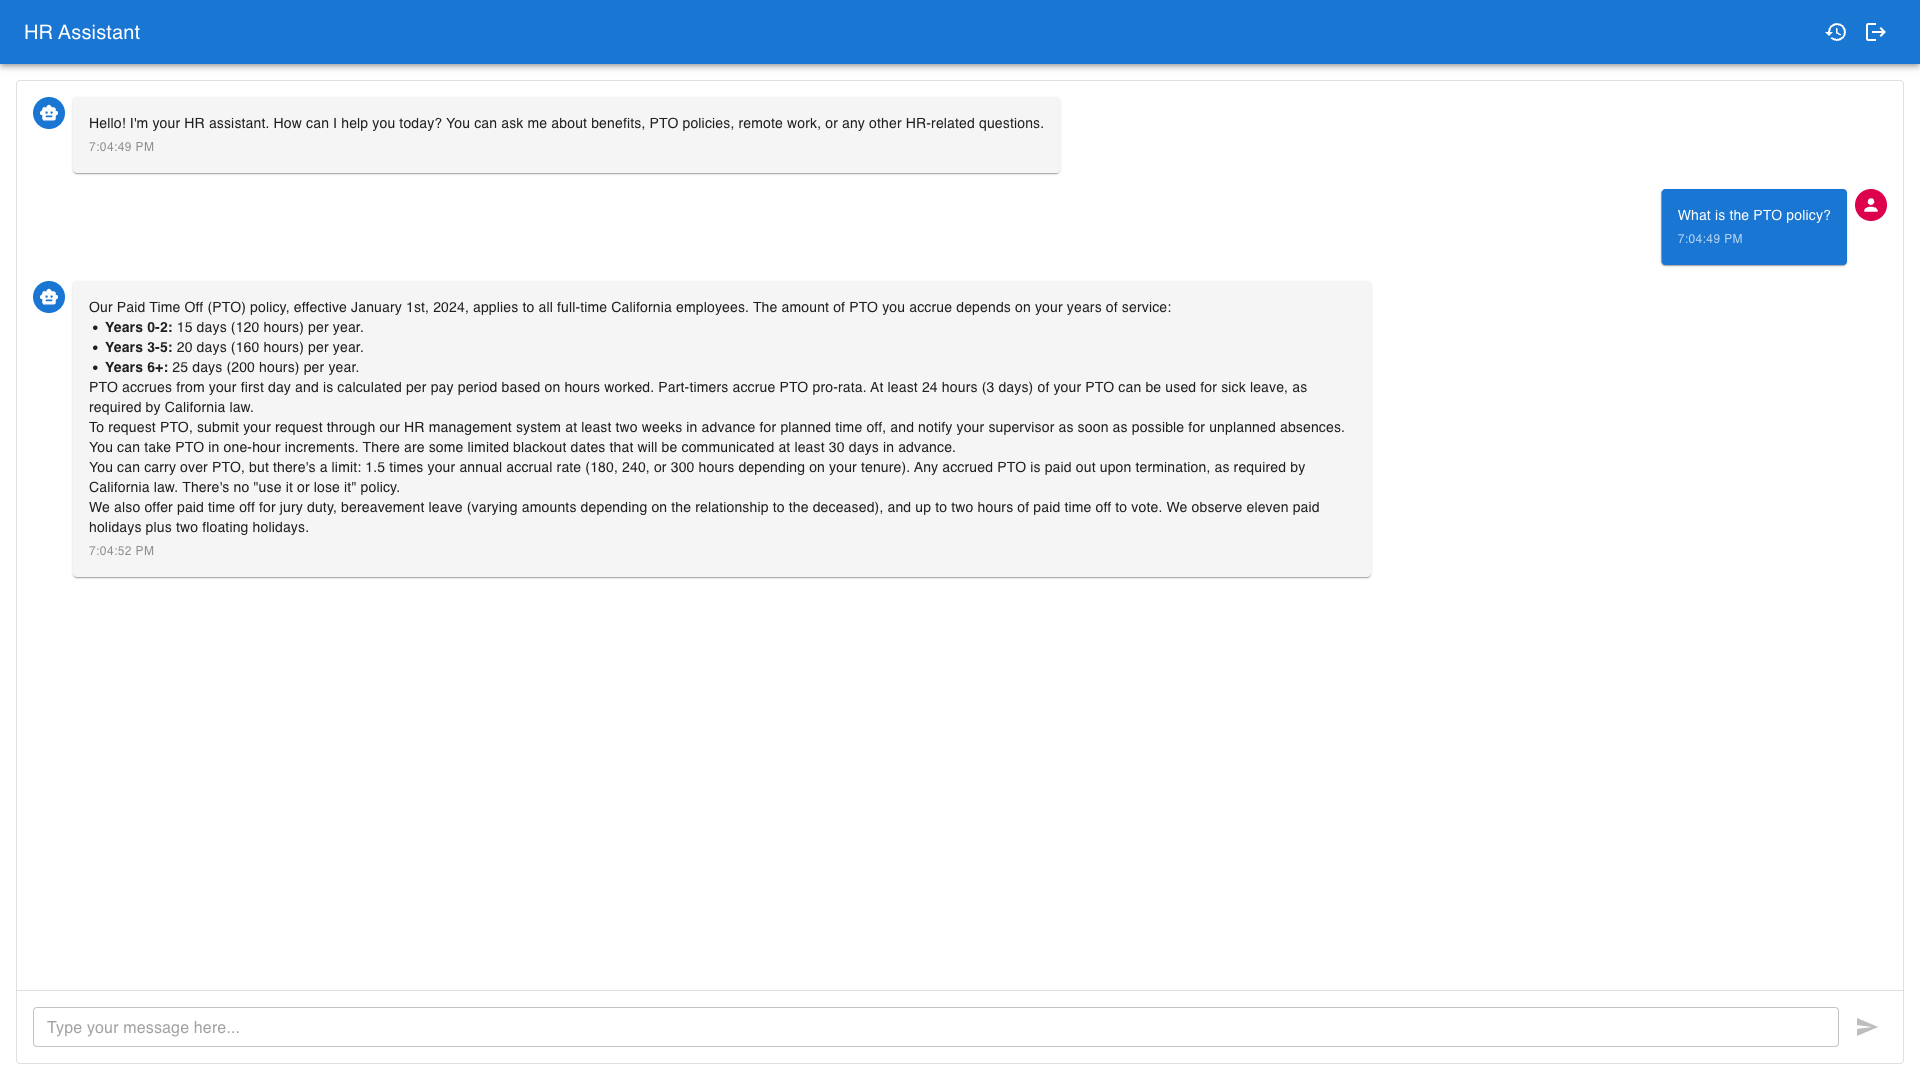 HR Assistant
Hello! I'm your HR assistant. How can I help you today? You can ask me about benefits, PTO policies, remote work, or any other HR-related questions.
7:04:49 PM
What is the PTO policy?
7:04:49 PM
Our Paid Time Off (PTO) policy, effective January 1st, 2024, applies to all full-time California employees. The amount of PTO you accrue depends on your years of service:
• Years 0-2: 15 days (120 hours) per year.
• Years 3-5: 20 days (160 hours) per year.
• Years 6+: 25 days (200 hours) per year.
PTO accrues from your first day and is calculated per pay period based on hours worked. Part-timers accrue PTO pro-rata. At least 24 hours (3 days) of your PTO can be used for sick leave, as
required by California law.
To request PTO, submit your request through our HR management system at least two weeks in advance for planned time off, and notify your supervisor as soon as possible for unplanned absences.
You can take PTO in one-hour increments. There are some limited blackout dates that will be communicated at least 30 days in advance.
You can carry over PTO, but there's a limit: 1.5 times your annual accrual rate (180, 240, or 300 hours depending on your tenure). Any accrued PTO is paid out upon termination, as required by
California law. There's no "use it or lose it" policy.
We also offer paid time off for jury duty, bereavement leave (varying amounts depending on the relationship to the deceased), and up to two hours of paid time off to vote. We observe eleven paid
holidays plus two floating holidays.
7:04:52 PM
Type your message here...